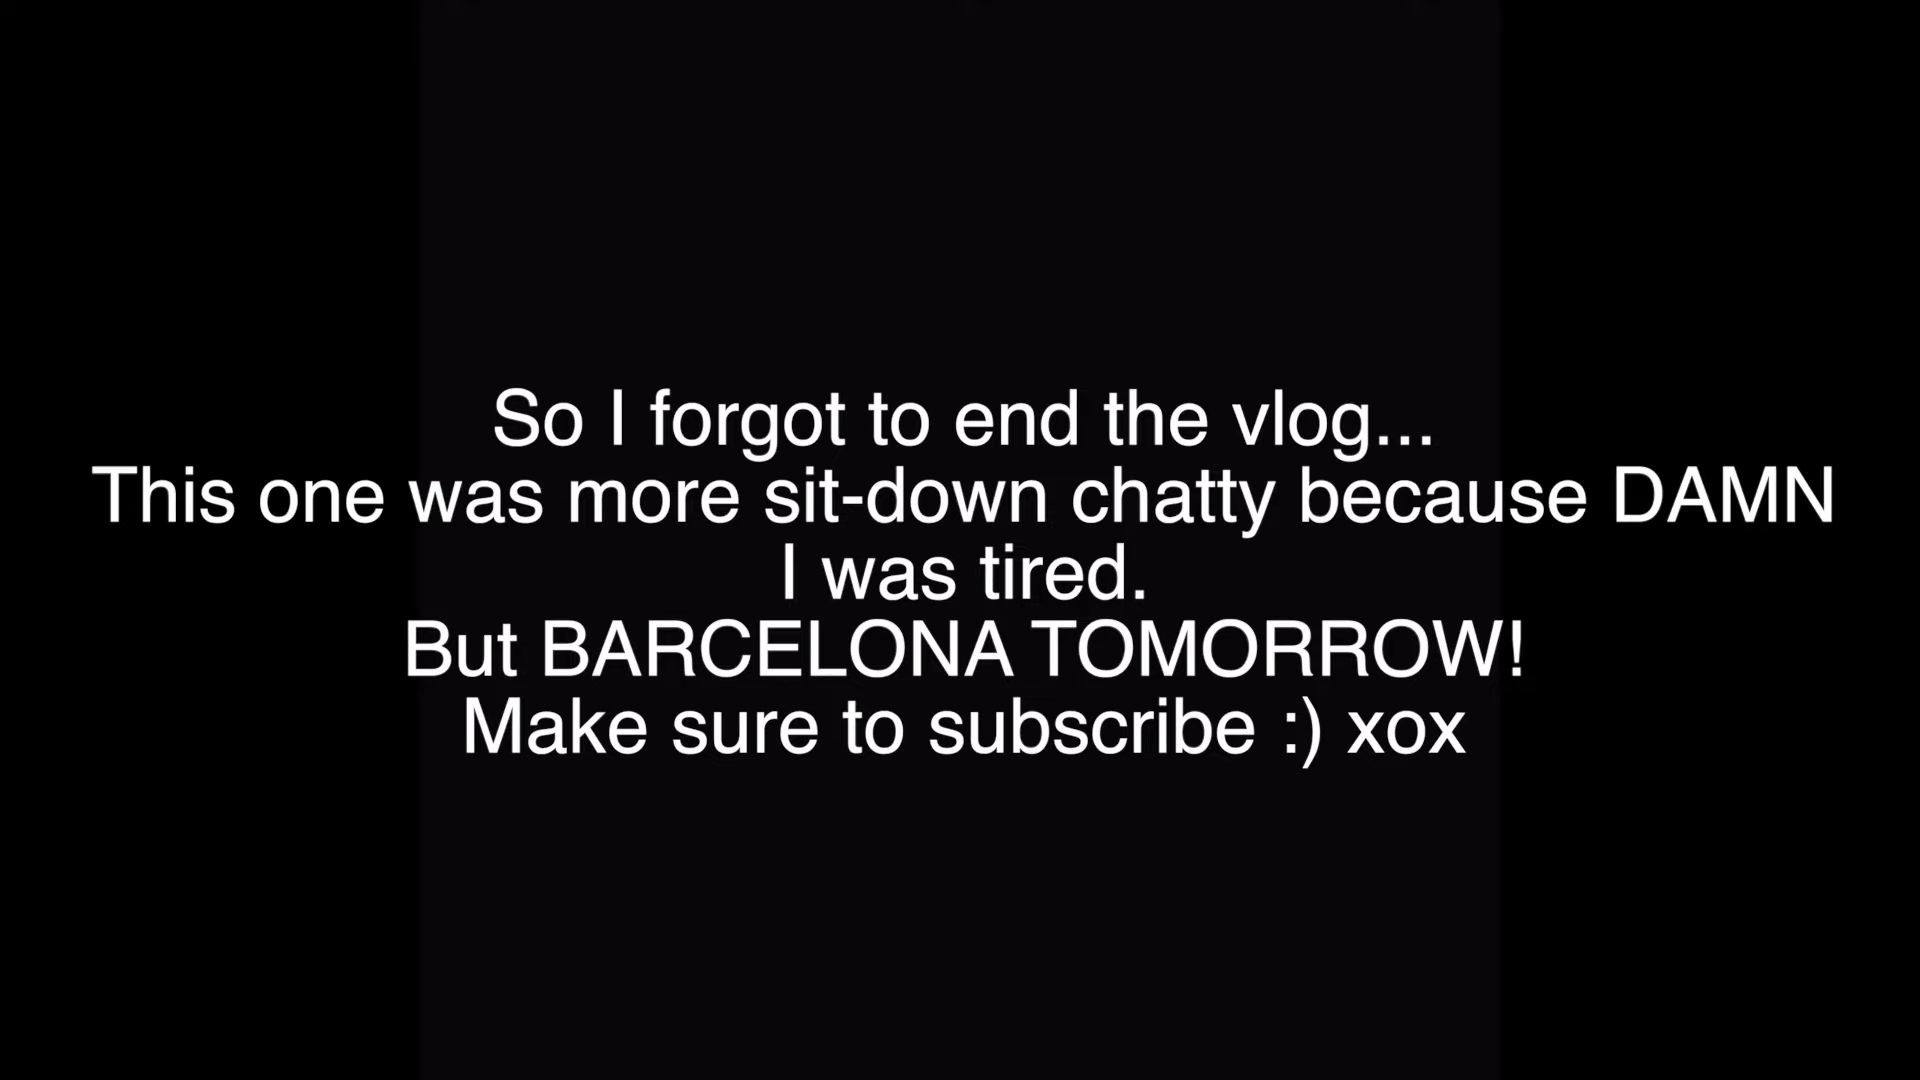 So I forgot to end the vlog...
This one was more sit-down chatty because DAMN
I was tired.
But BARCELONA TOMORROW!
Make sure to subscribe :) xox